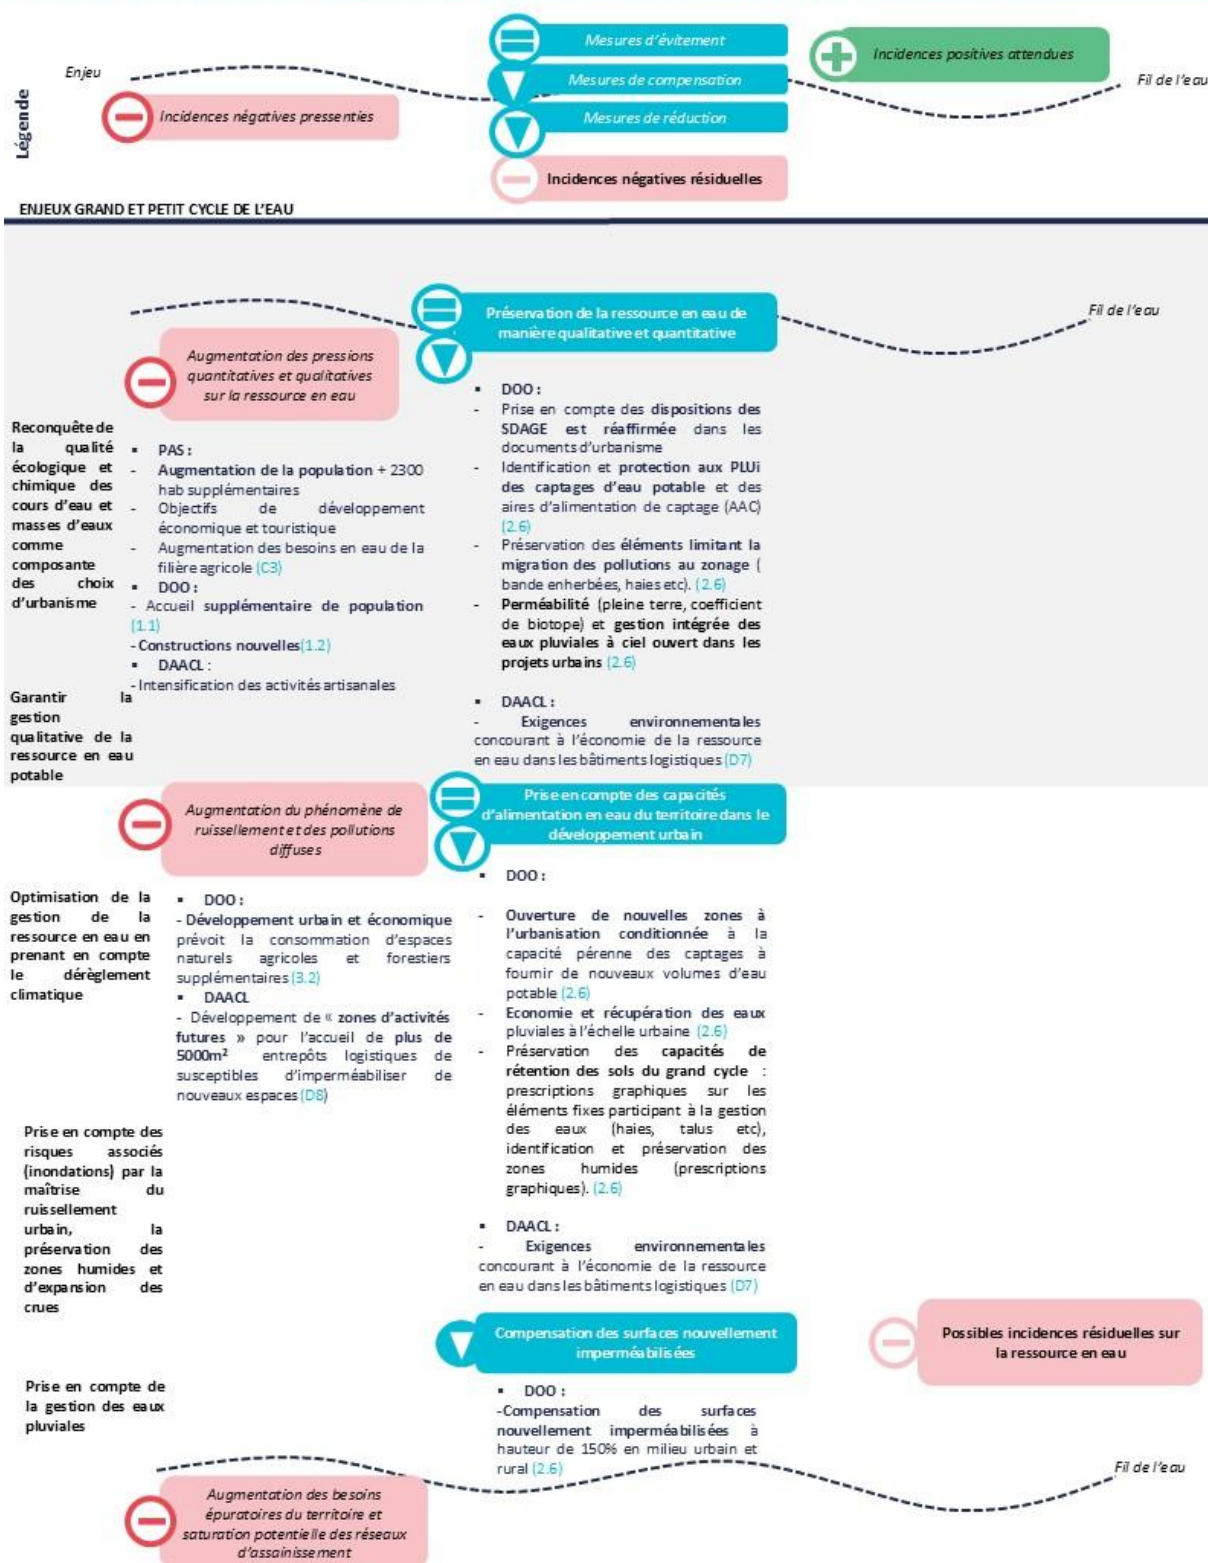 Légende
Enjeu
Incidences négatives pressenties
Mesures d'évitement
Mesures de compensation
Mesures de réduction
Incidences négatives résiduelles
Incidences positives attendues
Fil de l'eau
ENJEUX GRAND ET PETIT CYCLE DE L'EAU
Reconquête de
la qualité
écologique et
chimique des
cours d'eau et
masses d'eaux
comme
composante
des choix
d'urbanisme
Garantir la
gestion
qualitative de la
ressource en eau
potable
Augmentation des pressions
quantitatives et qualitatives
sur la ressource en eau
▪ PAS :
- Augmentation de la population + 2300
hab supplémentaires
- Objectifs de développement
économique et touristique
- Augmentation des besoins en eau de la
filière agricole (C3)
▪ DOO :
- Accueil supplémentaire de population
(1.1)
- Constructions nouvelles(1.2)
▪ DAACL :
- Intensification des activités artisanales
Préservation de la ressource en eau de
manière qualitative et quantitative
▪ DOO :
- Prise en compte des dispositions des
SDAGE est réaffirmée dans les
documents d'urbanisme
- Identification et protection aux PLUi
des captages d'eau potable et des
aires d'alimentation de captage (AAC)
(2.6)
- Préservation des éléments limitant la
migration des pollutions au zonage (
bande enherbées, haies etc). (2.6)
- Perméabilité (pleine terre, coefficient
de biotope) et gestion intégrée des
eaux pluviales à ciel ouvert dans les
projets urbains (2.6)
▪ DAACL :
- Exigences environnementales
concourant à l'économie de la ressource
en eau dans les bâtiments logistiques (D7)
Fil de l'eau
Optimisation de la
gestion de la
ressource en eau en
prenant en compte
le dérèglement
climatique
Prise en compte des
risques associés
(inondations) par la
maîtrise du
ruissellement
urbain, la
préservation des
zones humides et
d'expansion des
crues
Prise en compte de
la gestion des eaux
pluviales
Augmentation du phénomène de
ruissellement et des pollutions
diffuses
▪ DOO :
- Développement urbain et économique
prévoit la consommation d'espaces
naturels agricoles et forestiers
supplémentaires (3.2)
▪ DAACL
- Développement de « zones d'activités
futures » pour l'accueil de plus de
5000m² entrepôts logistiques de
susceptibles d'imperméabiliser de
nouveaux espaces (D8)
Prise en compte des capacités
d'alimentation en eau du territoire dans le
développement urbain
▪ DOO :
- Ouverture de nouvelles zones à
l'urbanisation conditionnée à la
capacité pérenne des captages à
fournir de nouveaux volumes d'eau
potable (2.6)
- Economie et récupération des eaux
pluviales à l'échelle urbaine (2.6)
- Préservation des capacités de
rétention des sols du grand cycle :
prescriptions graphiques sur les
éléments fixes participant à la gestion
des eaux (haies, talus etc),
identification et préservation des
zones humides (prescriptions
graphiques). (2.6)
▪ DAACL :
- Exigences environnementales
concourant à l'économie de la ressource
en eau dans les bâtiments logistiques (D7)
Compensation des surfaces nouvellement
imperméabilisées
▪ DOO :
-Compensation des surfaces
nouvellement imperméabilisées à
hauteur de 150% en milieu urbain et
rural (2.6)
Possibles incidences résiduelles sur
la ressource en eau
Fil de l'eau
Augmentation des besoins
épuratoires du territoire et
saturation potentielle des réseaux
d'assainissement